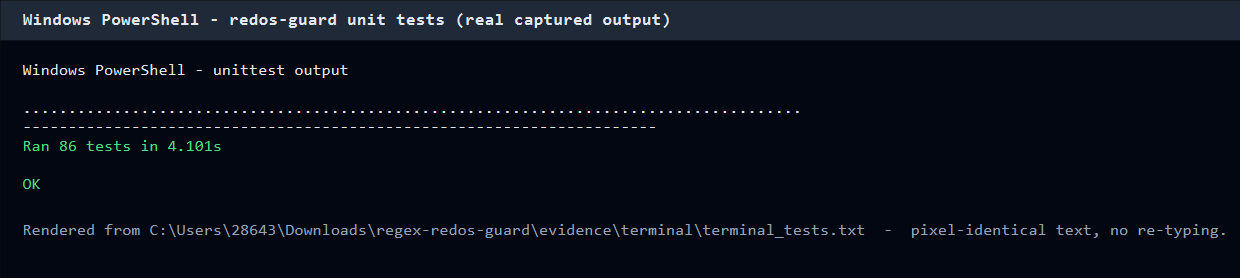 Windows PowerShell - redos-guard unit tests (real captured output)
Windows PowerShell - unittest output
......................................................................................
----------------------------------------------------------------------
Ran 86 tests in 4.101s
OK
Rendered from C:\Users\28643\Downloads\regex-redos-guard\evidence\terminal\terminal_tests.txt  -  pixel-identical text, no re-typing.